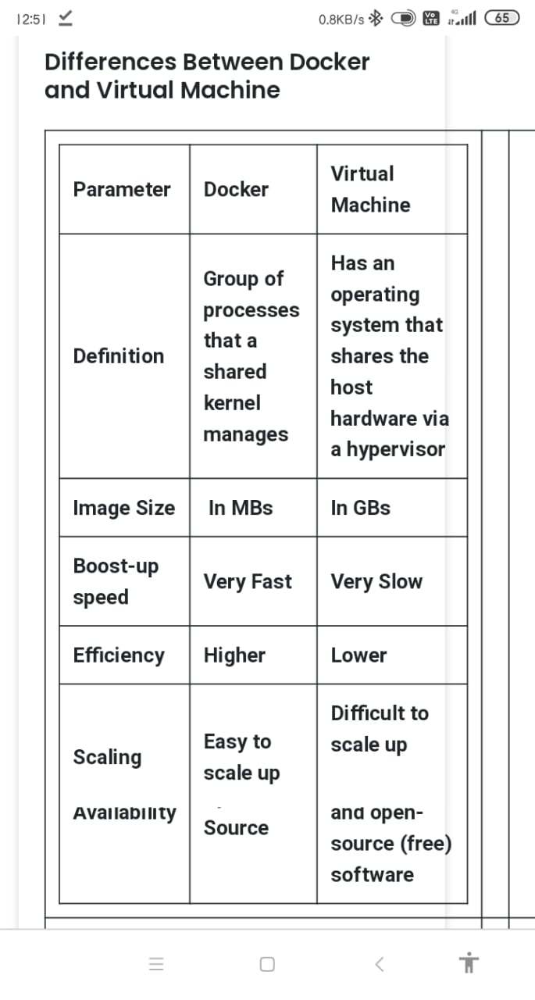 12:51
0.8KB/s
Vo LTE
4G
65
Differences Between Docker
and Virtual Machine
Parameter
Docker
Virtual
Machine
Definition
Group of
processes
that a
shared
kernel
manages
Has an
operating
system that
shares the
host
hardware via
a hypervisor
Image Size
In MBs
In GBs
Boost-up
speed
Very Fast
Very Slow
Efficiency
Higher
Lower
Scaling
Easy to
scale up
Difficult to
scale up
Availability
Source
and open-
source (free)
software